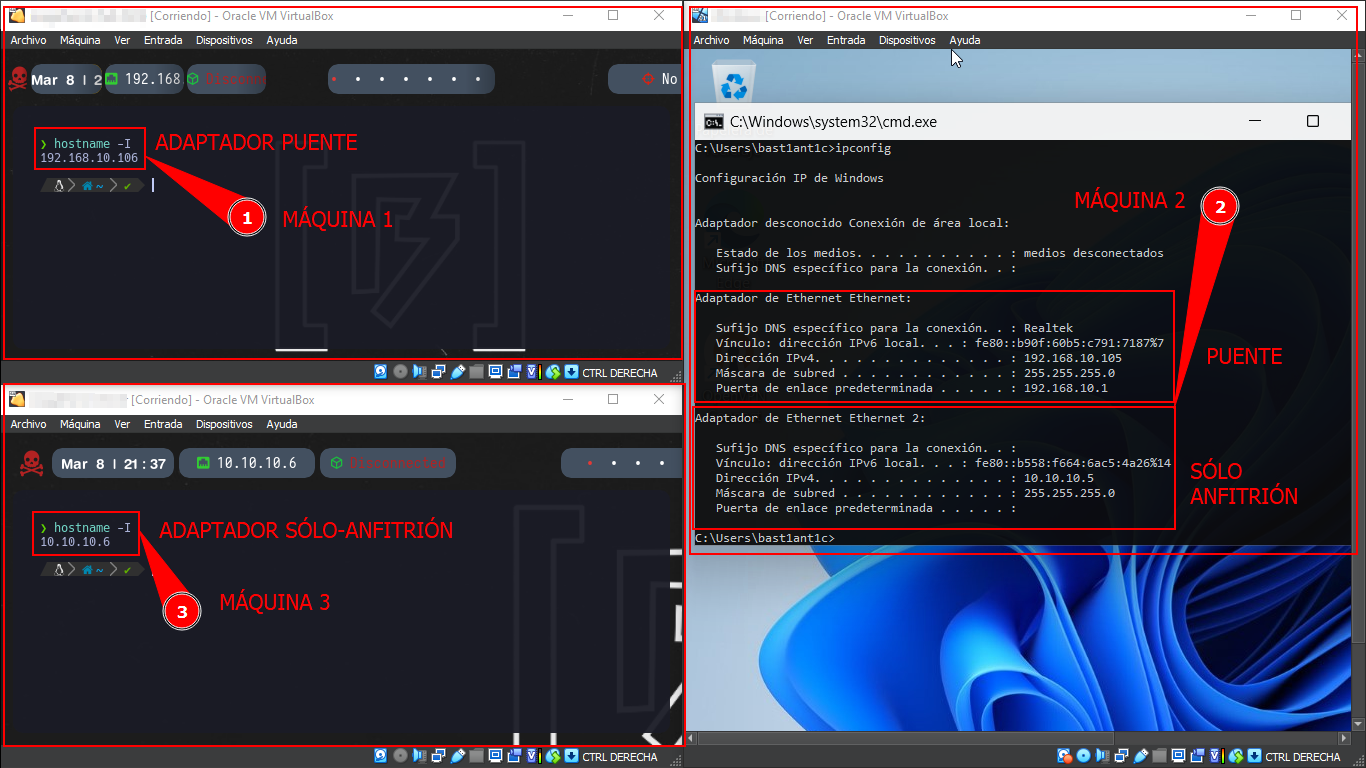 [Corriendo] - Oracle VM VirtualBox
Archivo Máquina Ver Entrada Dispositivos Ayuda
Mar 8 | 2 192.168 No
❯ hostname -I
192.168.10.106
ADAPTADOR PUENTE
~
1
MÁQUINA 1
CTRL DERECHA
[Corriendo] - Oracle VM VirtualBox
Archivo Máquina Ver Entrada Dispositivos Ayuda
Mar 8 | 21:37 10.10.10.6 Disconnected
❯ hostname -I
10.10.10.6
ADAPTADOR SÓLO-ANFITRIÓN
~
3
MÁQUINA 3
CTRL DERECHA
[Corriendo] - Oracle VM VirtualBox
Archivo Máquina Ver Entrada Dispositivos Ayuda
C:\Windows\system32\cmd.exe
C:\Users\bast1ant1c>ipconfig
Configuración IP de Windows
MÁQUINA 2
2
Adaptador desconocido Conexión de área local:
Estado de los medios. . . . . . . . . . . : medios desconectados
Sufijo DNS específico para la conexión. . :
Adaptador de Ethernet Ethernet:
Sufijo DNS específico para la conexión. . : Realtek
Vínculo: dirección IPv6 local. . . : fe80::b90f:60b5:c791:7187%7
Dirección IPv4. . . . . . . . . . . . . . : 192.168.10.105
Máscara de subred . . . . . . . . . . . . : 255.255.255.0
Puerta de enlace predeterminada . . . . . : 192.168.10.1
PUENTE
Adaptador de Ethernet Ethernet 2:
Sufijo DNS específico para la conexión. . :
Vínculo: dirección IPv6 local. . . : fe80::b558:f664:6ac5:4a26%14
Dirección IPv4. . . . . . . . . . . . . . : 10.10.10.5
Máscara de subred . . . . . . . . . . . . : 255.255.255.0
Puerta de enlace predeterminada . . . . . :
SÓLO
ANFITRIÓN
C:\Users\bast1ant1c>
CTRL DERECHA